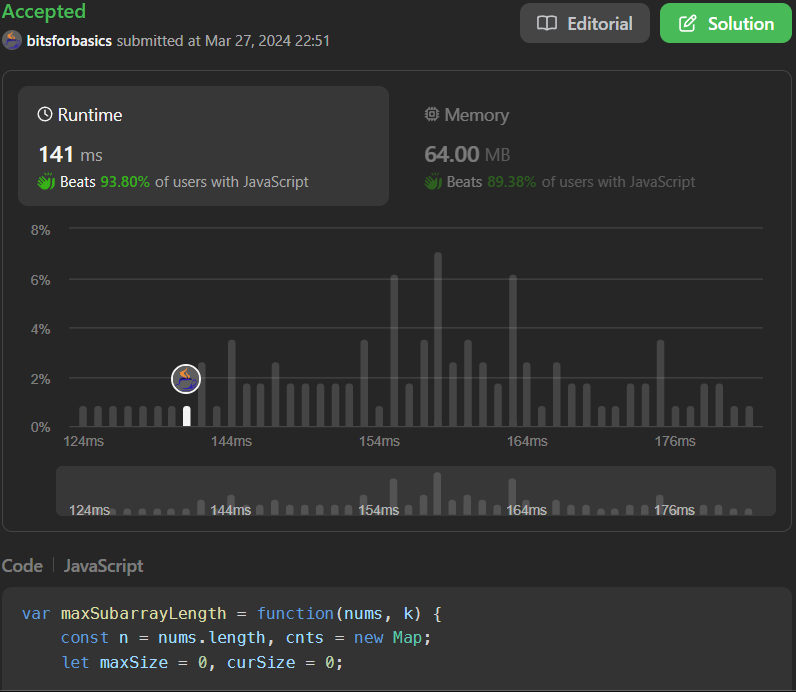 Accepted
Editorial
Solution
bitsforbasics submitted at Mar 27, 2024 22:51
Runtime
141 ms
Beats 93.80% of users with JavaScript
Memory
64.00 MB
Beats 89.38% of users with JavaScript
8%
6%
4%
2%
0%
124ms 144ms 154ms 164ms 176ms
124ms 144ms 154ms 164ms 176ms
Code | JavaScript
var maxSubarrayLength = function(nums, k) {
    const n = nums.length, cnts = new Map;
    let maxSize = 0, curSize = 0;